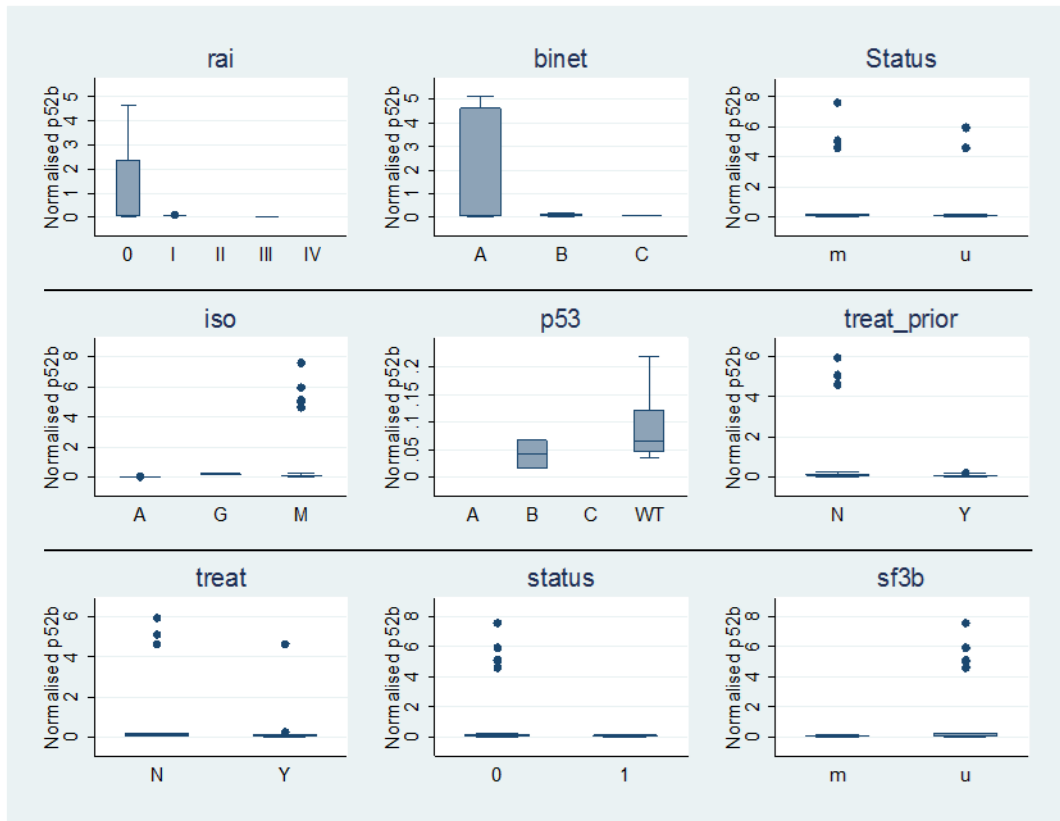 rai
Normalised p52b
5
4
3
2
1
0
0 I II III IV
binet
Normalised p52b
5
4
3
2
1
0
A B C
Status
Normalised p52b
8
6
4
2
0
m u
iso
Normalised p52b
8
6
4
2
0
A G M
p53
Normalised p52b
.2
.15
.1
.05
0
A B C WT
treat_prior
Normalised p52b
6
4
2
0
N Y
treat
Normalised p52b
6
4
2
0
N Y
status
Normalised p52b
8
6
4
2
0
0 1
sf3b
Normalised p52b
8
6
4
2
0
m u